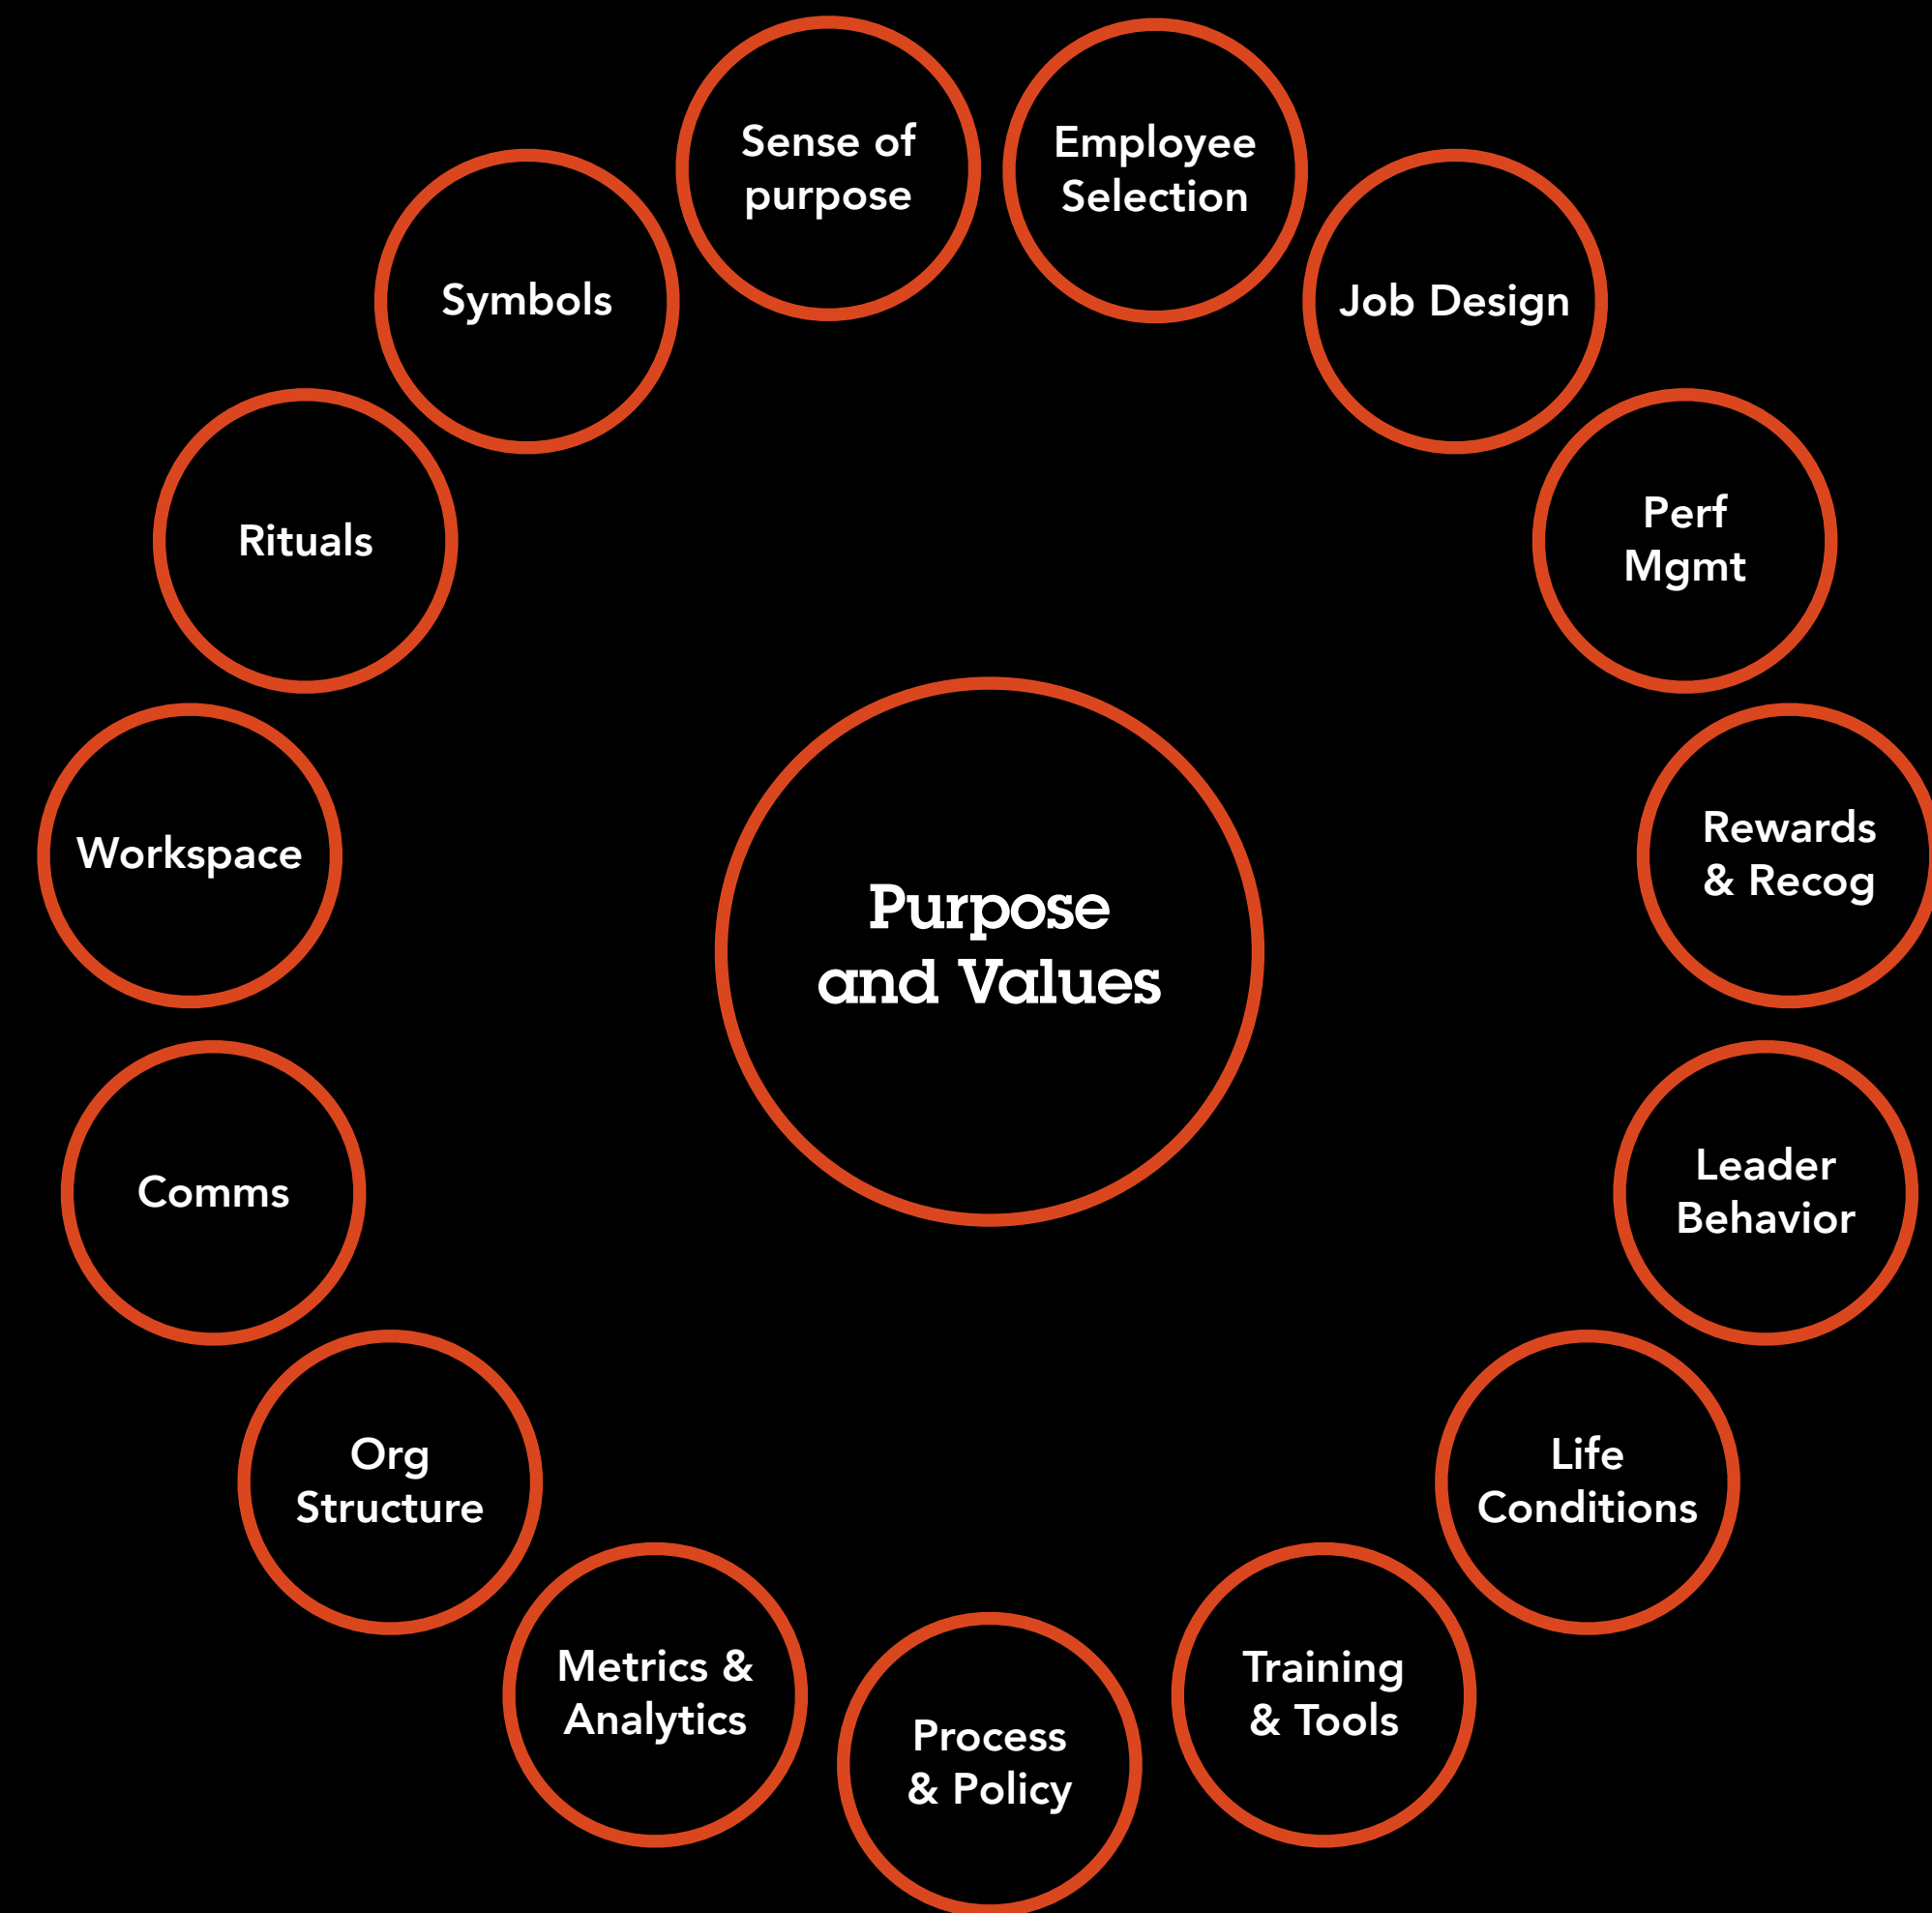 Sense of
purpose
Employee
Selection
Job Design
Perf
Mgmt
Rewards
& Recog
Leader
Behavior
Life
Conditions
Training
& Tools
Process
& Policy
Metrics &
Analytics
Org
Structure
Comms
Workspace
Rituals
Symbols
Purpose
and Values